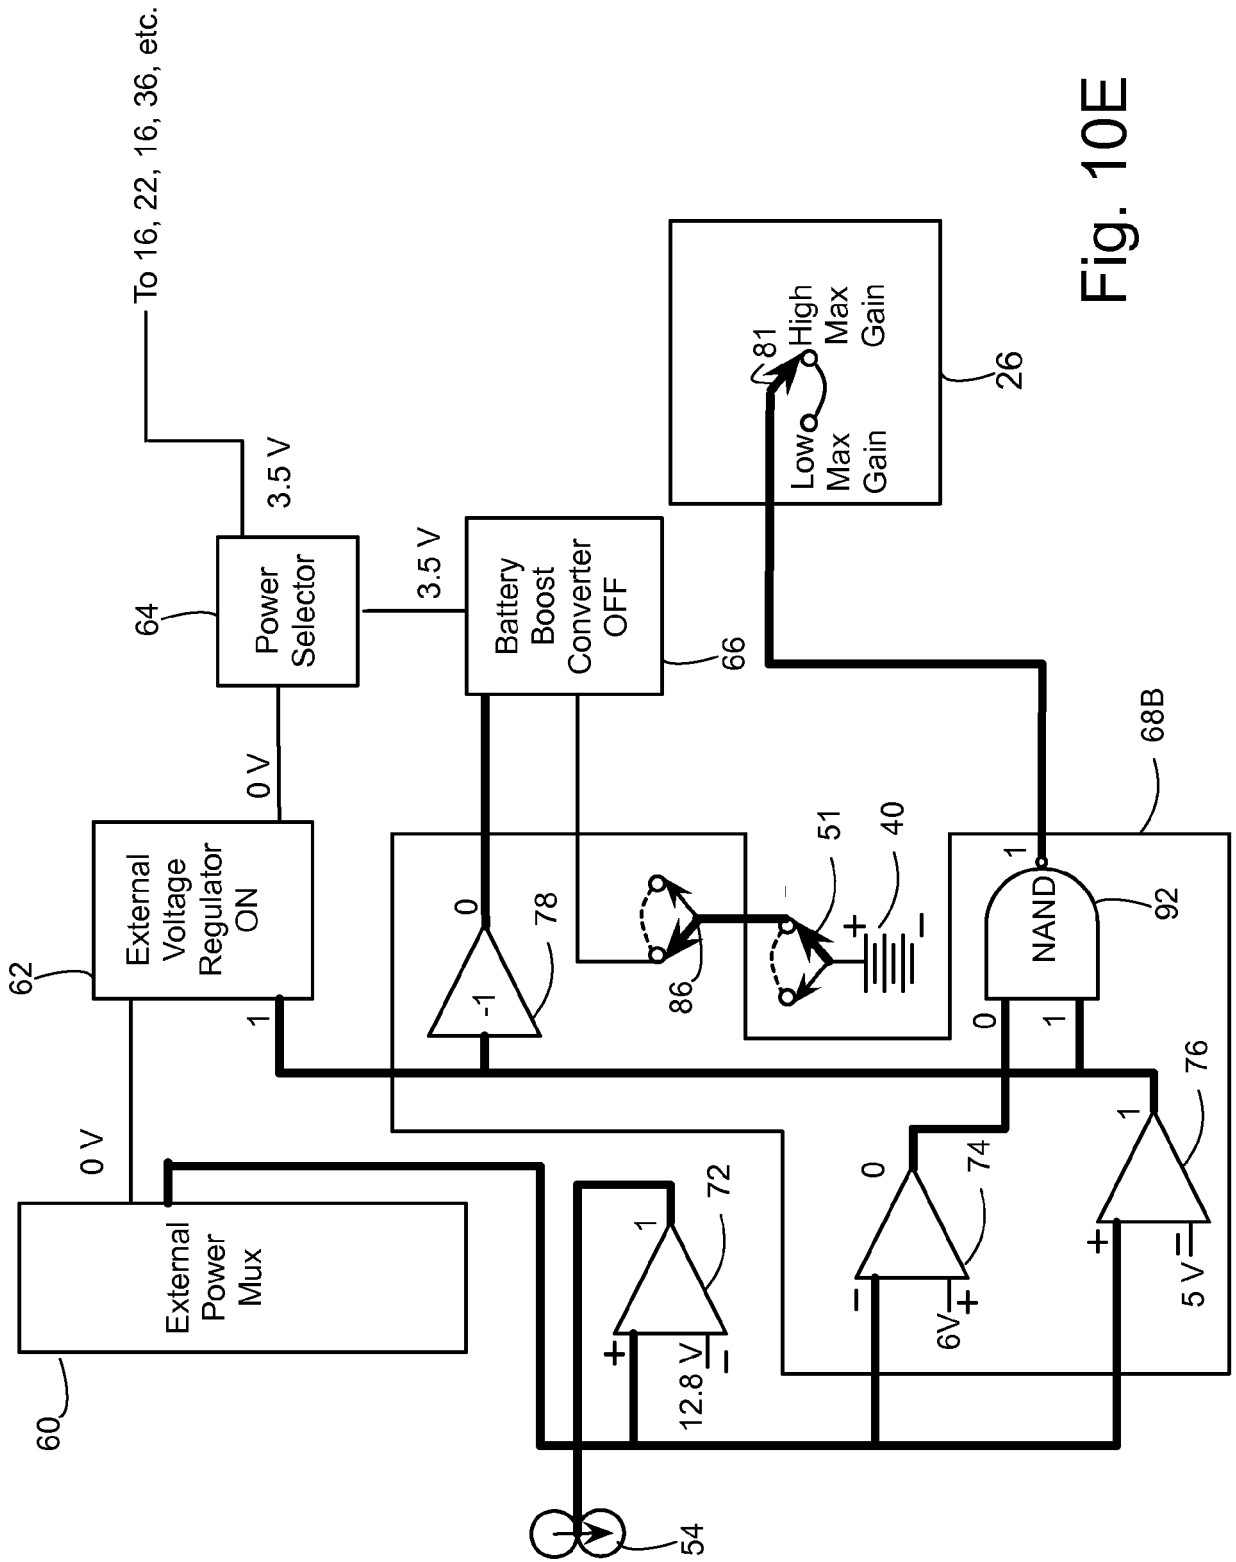 To 16, 22, 16, 36, etc.
60
External
Power
Mux
0 V
62
External
Voltage
Regulator
ON
1
0 V
64
Power
Selector
3.5 V
3.5 V
Battery
Boost
Converter
OFF
66
-1
0
78
86
51
40
+
−
54
72
+
−
12.8 V
1
74
−
+
6V
0
76
+
−
5 V
1
0
1
NAND
1
92
68B
81
Low
Max
Gain
High
Max
Gain
26
Fig. 10E